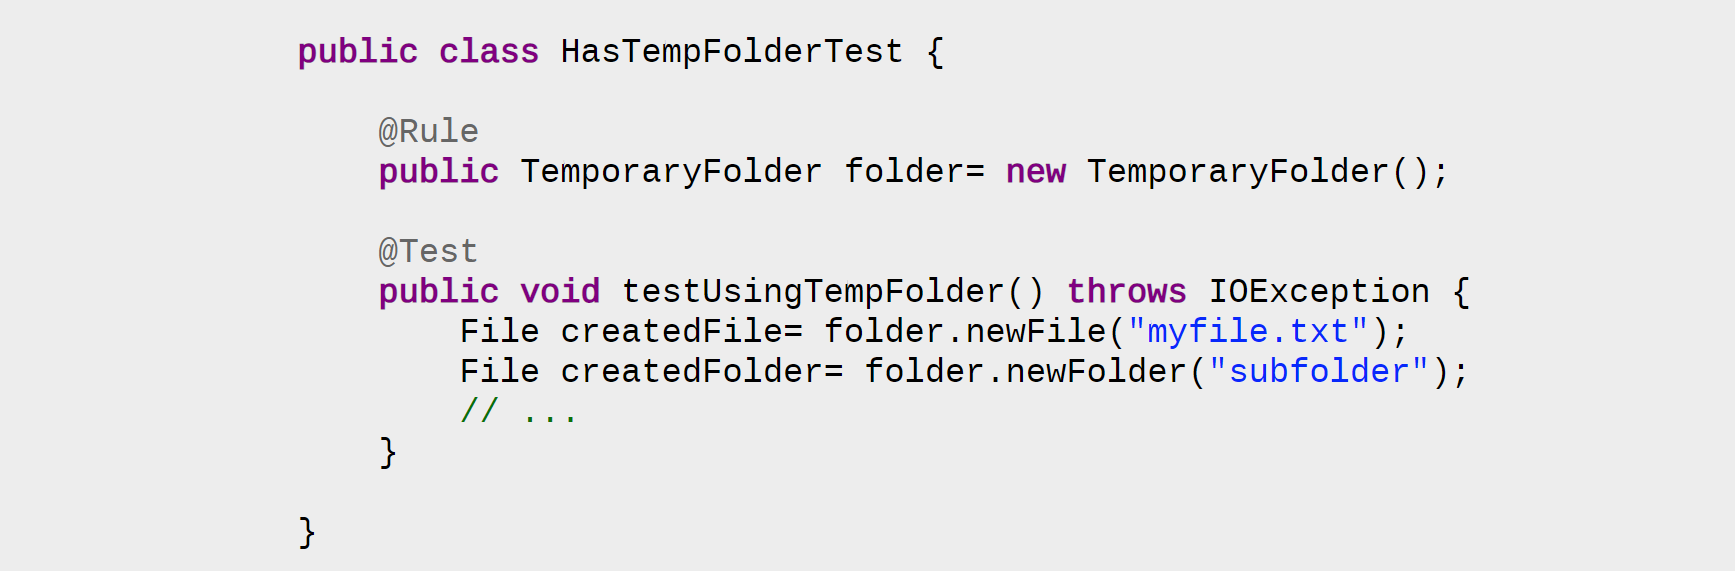 public class HasTempFolderTest {
@Rule
public TemporaryFolder folder= new TemporaryFolder();
@Test
public void testUsingTempFolder() throws IOException {
File createdFile= folder.newFile("myfile.txt");
File createdFolder= folder.newFolder("subfolder");
// ...
}
}